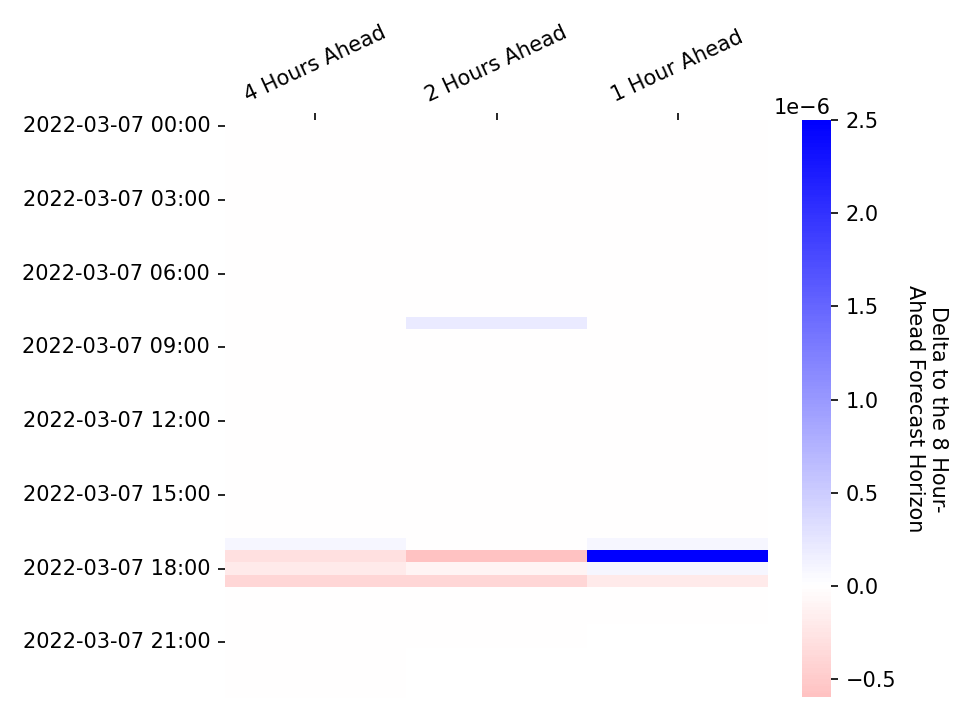 4 Hours Ahead
2 Hours Ahead
1 Hour Ahead
1e−6
2022-03-07 00:00
2022-03-07 03:00
2022-03-07 06:00
2022-03-07 09:00
2022-03-07 12:00
2022-03-07 15:00
2022-03-07 18:00
2022-03-07 21:00
2.5
2.0
1.5
1.0
0.5
0.0
−0.5
Delta to the 8 Hour-
Ahead Forecast Horizon